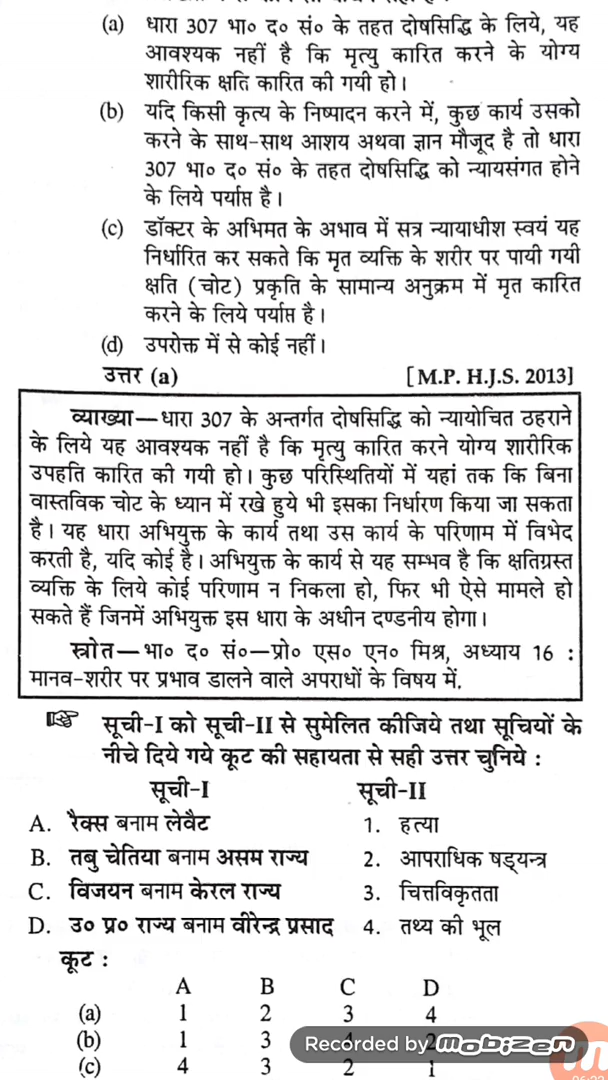 (a) धारा 307 भा० द० सं० के तहत दोषसिद्धि के लिये, यह
आवश्यक नहीं है कि मृत्यु कारित करने के योग्य
शारीरिक क्षति कारित की गयी हो।
(b) यदि किसी कृत्य के निष्पादन करने में, कुछ कार्य उसको
करने के साथ-साथ आशय अथवा ज्ञान मौजूद है तो धारा
307 भा० द० सं० के तहत दोषसिद्धि को न्यायसंगत होने
के लिये पर्याप्त है।
(c) डॉक्टर के अभिमत के अभाव में सत्र न्यायाधीश स्वयं यह
निर्धारित कर सकते कि मृत व्यक्ति के शरीर पर पायी गयी
क्षति (चोट) प्रकृति के सामान्य अनुक्रम में मृत कारित
करने के लिये पर्याप्त है।
(d) उपरोक्त में से कोई नहीं।
उत्तर (a) [M.P. H.J.S. 2013]
व्याख्या—धारा 307 के अन्तर्गत दोषसिद्धि को न्यायोचित ठहराने
के लिये यह आवश्यक नहीं है कि मृत्यु कारित करने योग्य शारीरिक
उपहति कारित की गयी हो। कुछ परिस्थितियों में यहां तक कि बिना
वास्तविक चोट के ध्यान में रखे हुये भी इसका निर्धारण किया जा सकता
है। यह धारा अभियुक्त के कार्य तथा उस कार्य के परिणाम में विभेद
करती है, यदि कोई है। अभियुक्त के कार्य से यह सम्भव है कि क्षतिग्रस्त
व्यक्ति के लिये कोई परिणाम न निकला हो, फिर भी ऐसे मामले हो
सकते हैं जिनमें अभियुक्त इस धारा के अधीन दण्डनीय होगा।
स्त्रोत—भा० द० सं०—प्रो० एस० एन० मिश्र, अध्याय 16 :
मानव-शरीर पर प्रभाव डालने वाले अपराधों के विषय में.
सूची-I को सूची-II से सुमेलित कीजिये तथा सूचियों के
नीचे दिये गये कूट की सहायता से सही उत्तर चुनिये :
सूची-I सूची-II
A. रैक्स बनाम लेवैट 1. हत्या
B. तबु चेतिया बनाम असम राज्य 2. आपराधिक षड्यन्त्र
C. विजयन बनाम केरल राज्य 3. चित्तविकृतता
D. उ० प्र० राज्य बनाम वीरेन्द्र प्रसाद 4. तथ्य की भूल
कूट :
A B C D
(a) 1 2 3 4
(b) 1 3 4 2
(c) 4 3 2 1
Recorded by mobizen